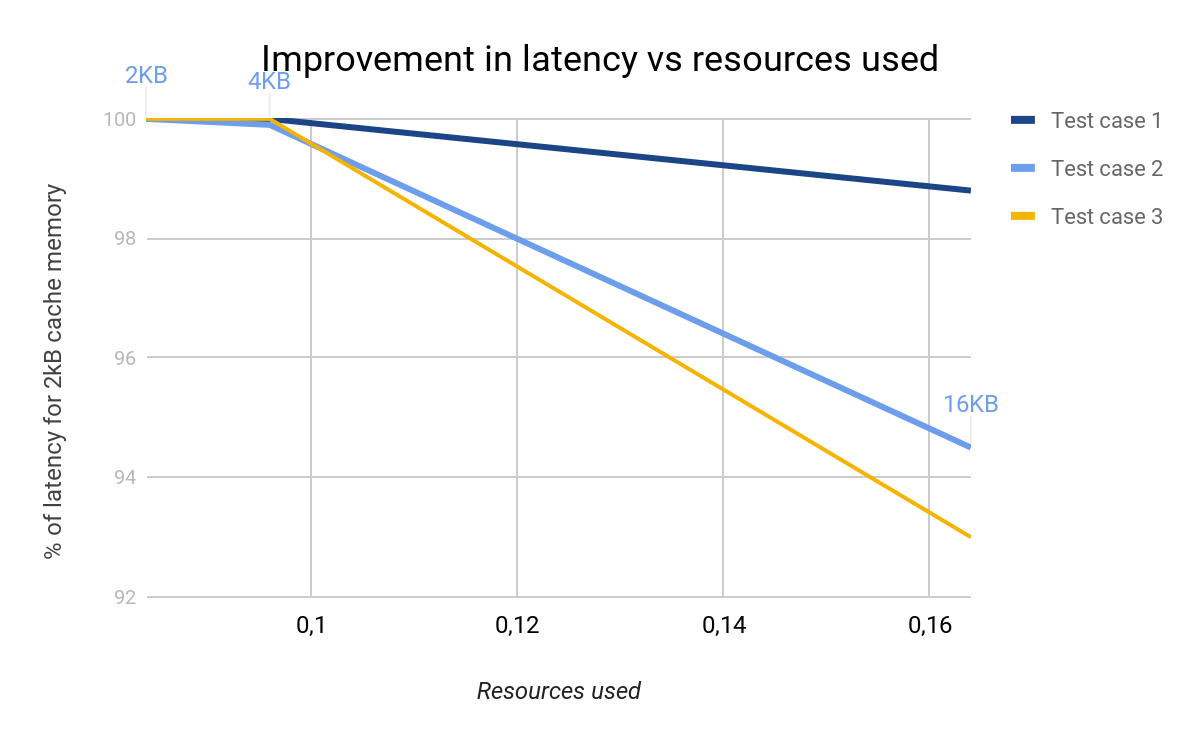 Improvement in latency vs resources used
2KB
4KB
100
98
96
94
92
% of latency for 2kB cache memory
16KB
0,1
0,12
0,14
0,16
Resources used
Test case 1
Test case 2
Test case 3